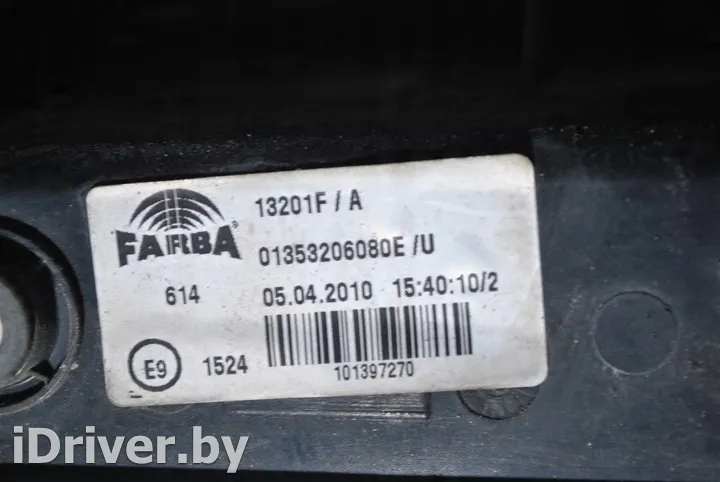 FARBA®
13201F / A
01353206080E /U
614 05.04.2010 15:40:10/2
E9 1524
101397270
iDriver.by